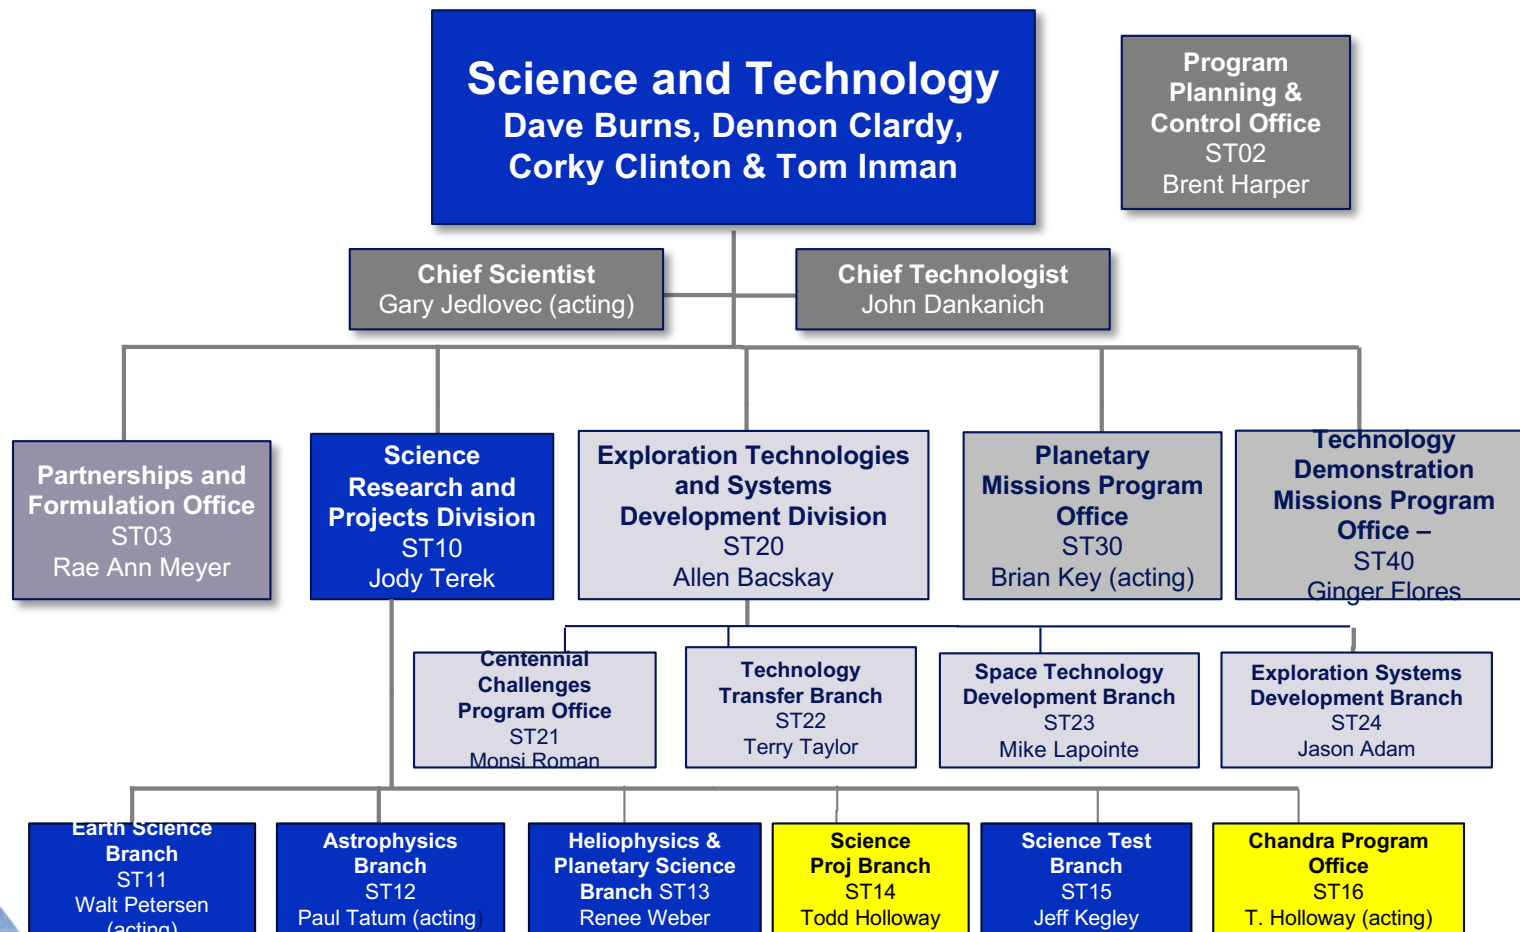 Science and Technology
Dave Burns, Dennon Clardy,
Corky Clinton & Tom Inman
Program
Planning &
Control Office
ST02
Brent Harper
Chief Scientist
Gary Jedlovec (acting)
Chief Technologist
John Dankanich
Partnerships and
Formulation Office
ST03
Rae Ann Meyer
Science
Research and
Projects Division
ST10
Jody Terek
Exploration Technologies
and Systems
Development Division
ST20
Allen Bacskay
Planetary
Missions Program
Office
ST30
Brian Key (acting)
Technology
Demonstration
Missions Program
Office –
ST40
Ginger Flores
Centennial
Challenges
Program Office
ST21
Monsi Roman
Technology
Transfer Branch
ST22
Terry Taylor
Space Technology
Development Branch
ST23
Mike Lapointe
Exploration Systems
Development Branch
ST24
Jason Adam
Earth Science
Branch
ST11
Walt Petersen
(acting)
Astrophysics
Branch
ST12
Paul Tatum (acting)
Heliophysics &
Planetary Science
Branch ST13
Renee Weber
Science
Proj Branch
ST14
Todd Holloway
Science Test
Branch
ST15
Jeff Kegley
Chandra Program
Office
ST16
T. Holloway (acting)